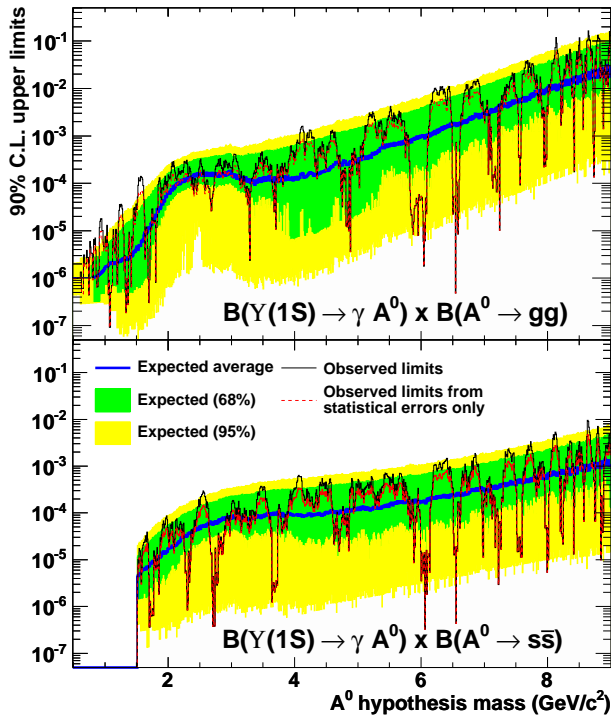 90% C.L. upper limits
10⁻¹
10⁻²
10⁻³
10⁻⁴
10⁻⁵
10⁻⁶
10⁻⁷
B(ϒ(1S) → γ A⁰) x B(A⁰ → gg)
Expected average
Expected (68%)
Expected (95%)
Observed limits
Observed limits from
statistical errors only
10⁻¹
10⁻²
10⁻³
10⁻⁴
10⁻⁵
10⁻⁶
10⁻⁷
B(ϒ(1S) → γ A⁰) x B(A⁰ → ss̅)
2 4 6 8
A⁰ hypothesis mass (GeV/c²)